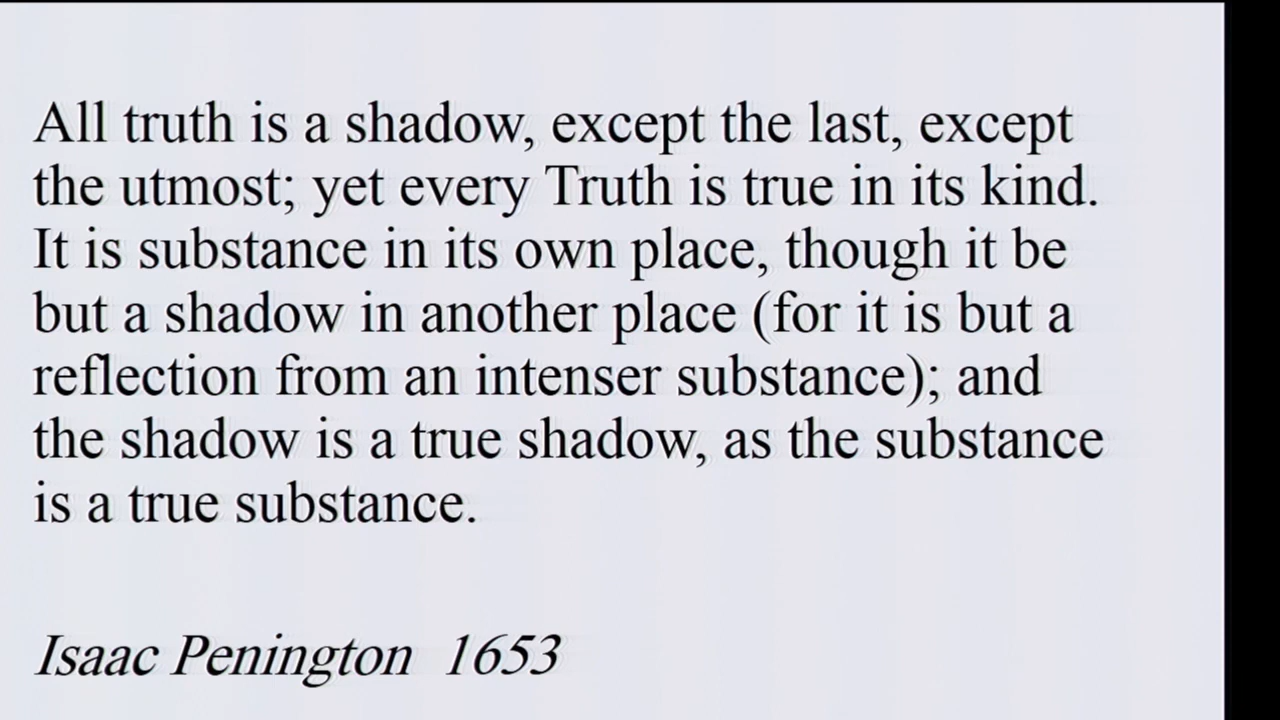 All truth is a shadow, except the last, except
the utmost; yet every Truth is true in its kind.
It is substance in its own place, though it be
but a shadow in another place (for it is but a
reflection from an intenser substance); and
the shadow is a true shadow, as the substance
is a true substance.
Isaac Penington 1653